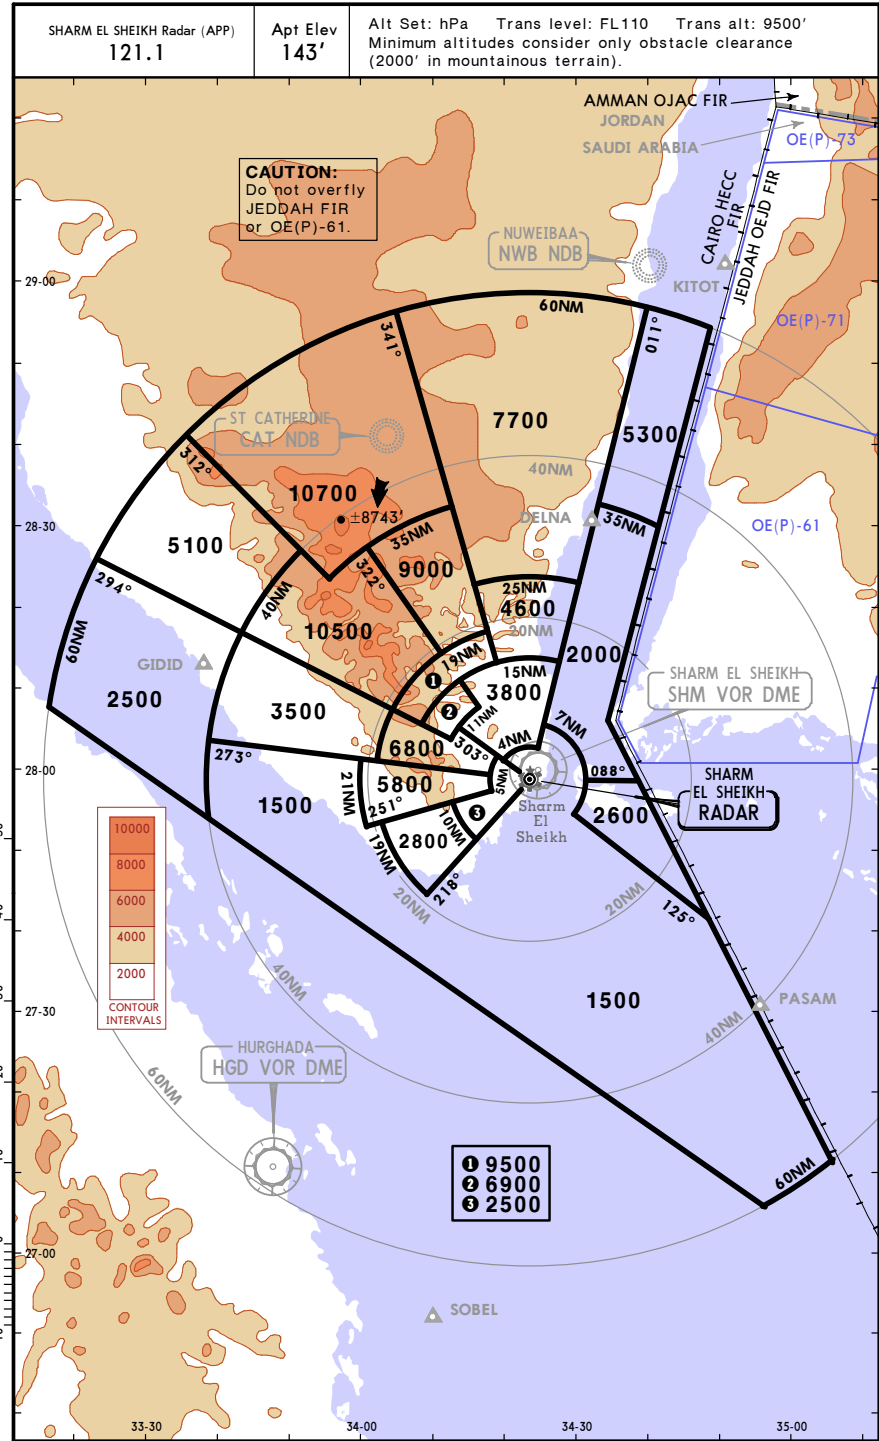 SHARM EL SHEIKH Radar (APP)
121.1
Apt Elev
143'
Alt Set: hPa Trans level: FL110 Trans alt: 9500'
Minimum altitudes consider only obstacle clearance
(2000' in mountainous terrain).
AMMAN OJAC FIR
JORDAN
SAUDI ARABIA
OE(P)-73
CAUTION:
Do not overfly
JEDDAH FIR
or OE(P)-61.
CAIRO HECC
FIR
JEDDAH OEJD FIR
NUWEIBAA
NWB NDB
KITOT
29-00
60NM
341°
011°
OE(P)-71
ST CATHERINE
CAT NDB
7700
5300
312°
40NM
10700
±8743'
DELNA
35NM
35NM
28-30
OE(P)-61
5100
294°
322°
9000
40NM
25NM
4600
20NM
10500
60NM
19NM
15NM
2000
GIDID
❶
3800
SHARM EL SHEIKH
SHM VOR DME
2500
3500
❷
11NM
303°
4NM
7NM
6800
273°
28-00
5800
5NM
088°
SHARM
EL SHEIKH
RADAR
21NM
1500
251°
10NM
❸
Sharm
El
Sheikh
2600
10000
8000
6000
4000
2000
CONTOUR
INTERVALS
2800
19NM
218°
20NM
20NM
125°
40NM
1500
PASAM
40NM
27-30
HURGHADA
HGD VOR DME
60NM
❶ 9500
❷ 6900
❸ 2500
60NM
27-00
SOBEL
33-30
34-00
34-30
35-00